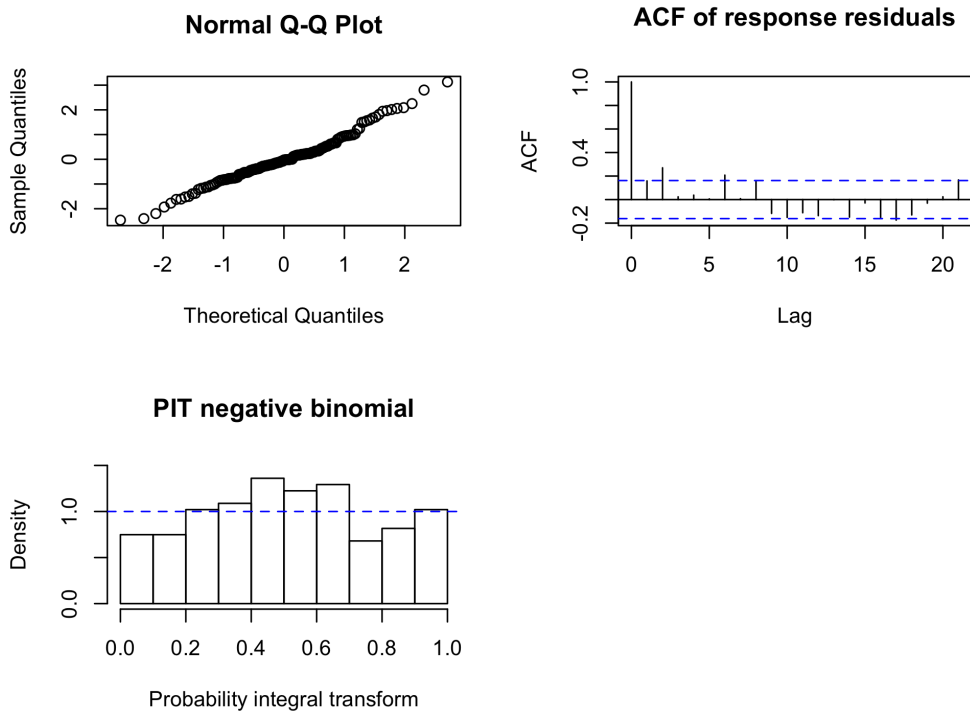 Normal Q-Q Plot
Sample Quantiles
-2 0 2
-2 -1 0 1 2
Theoretical Quantiles
ACF of response residuals
ACF
-0.2 0.4 1.0
0 5 10 15 20
Lag
PIT negative binomial
Density
0.0 1.0
0.0 0.2 0.4 0.6 0.8 1.0
Probability integral transform